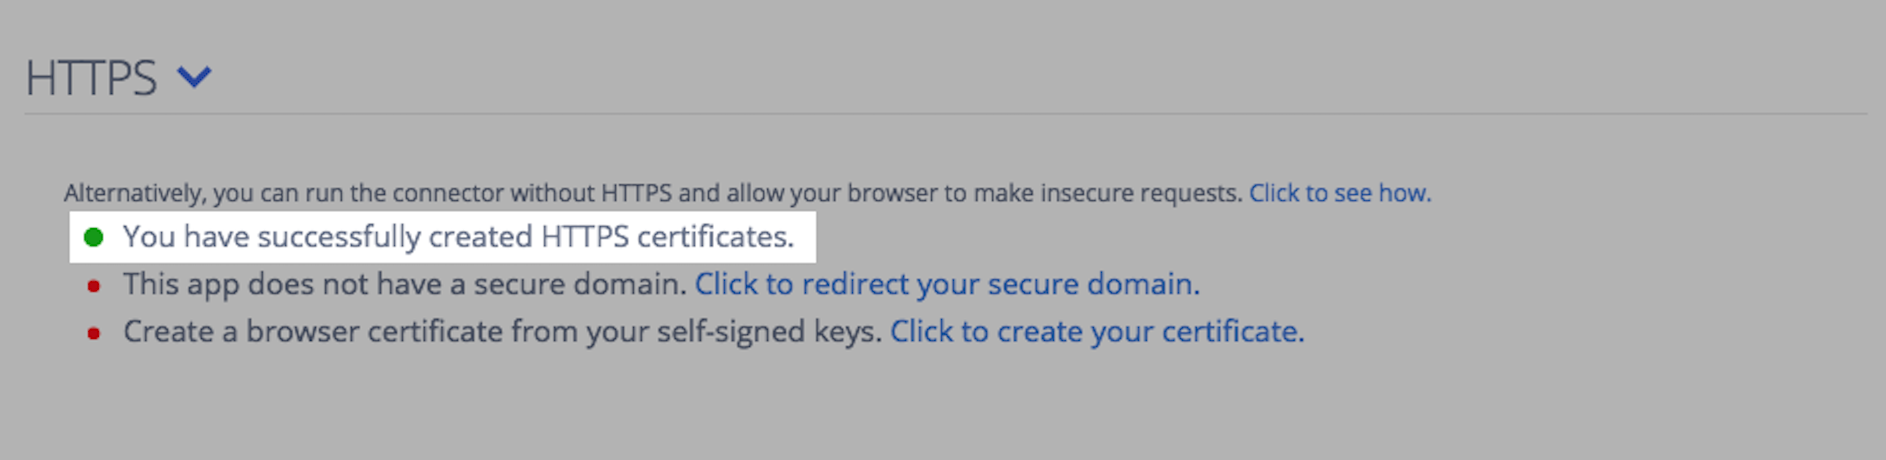 HTTPS
Alternatively, you can run the connector without HTTPS and allow your browser to make insecure requests. Click to see how.
You have successfully created HTTPS certificates.
This app does not have a secure domain. Click to redirect your secure domain.
Create a browser certificate from your self-signed keys. Click to create your certificate.